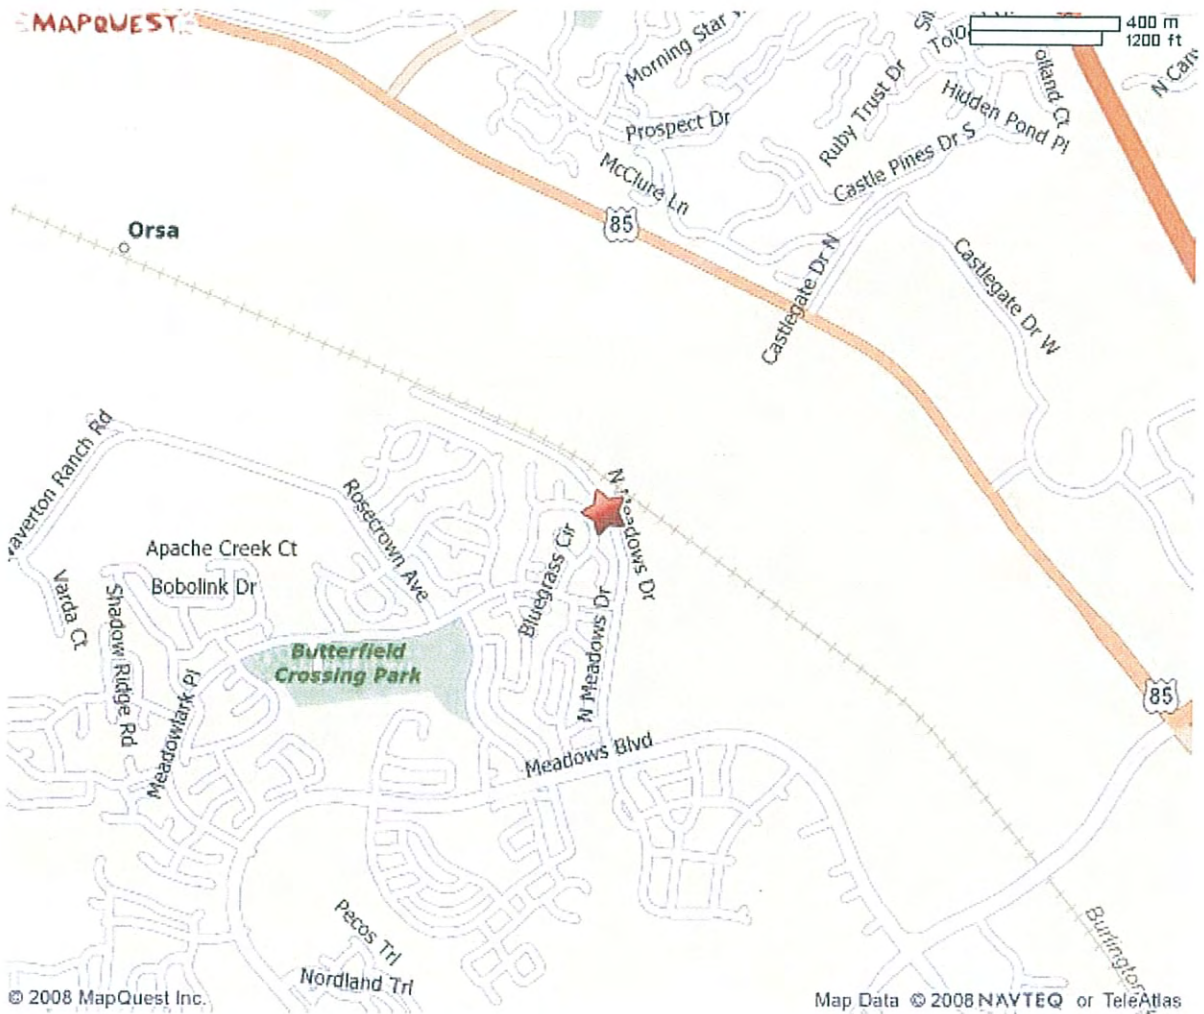 MAPQUEST
400 m
1200 ft
Morning Star
Prospect Dr
McClure Ln
Ruby Trust Dr
Hidden Pond Pl
Castle Pines Dr S
85
Orsa
Castlegate Dr N
Castlegate Dr W
N Meadows Dr
Rosecrown Ave
Apache Creek Ct
Bobolink Dr
Varda Ct
Shadow Ridge Rd
Bluegrass Cir
N Meadows Dr
Butterfield
Crossing Park
Meadowlark Pl
Meadows Blvd
85
Pecos Trl
Nordland Trl
Burlington
© 2008 MapQuest Inc.
Map Data © 2008 NAVTEQ or TeleAtlas